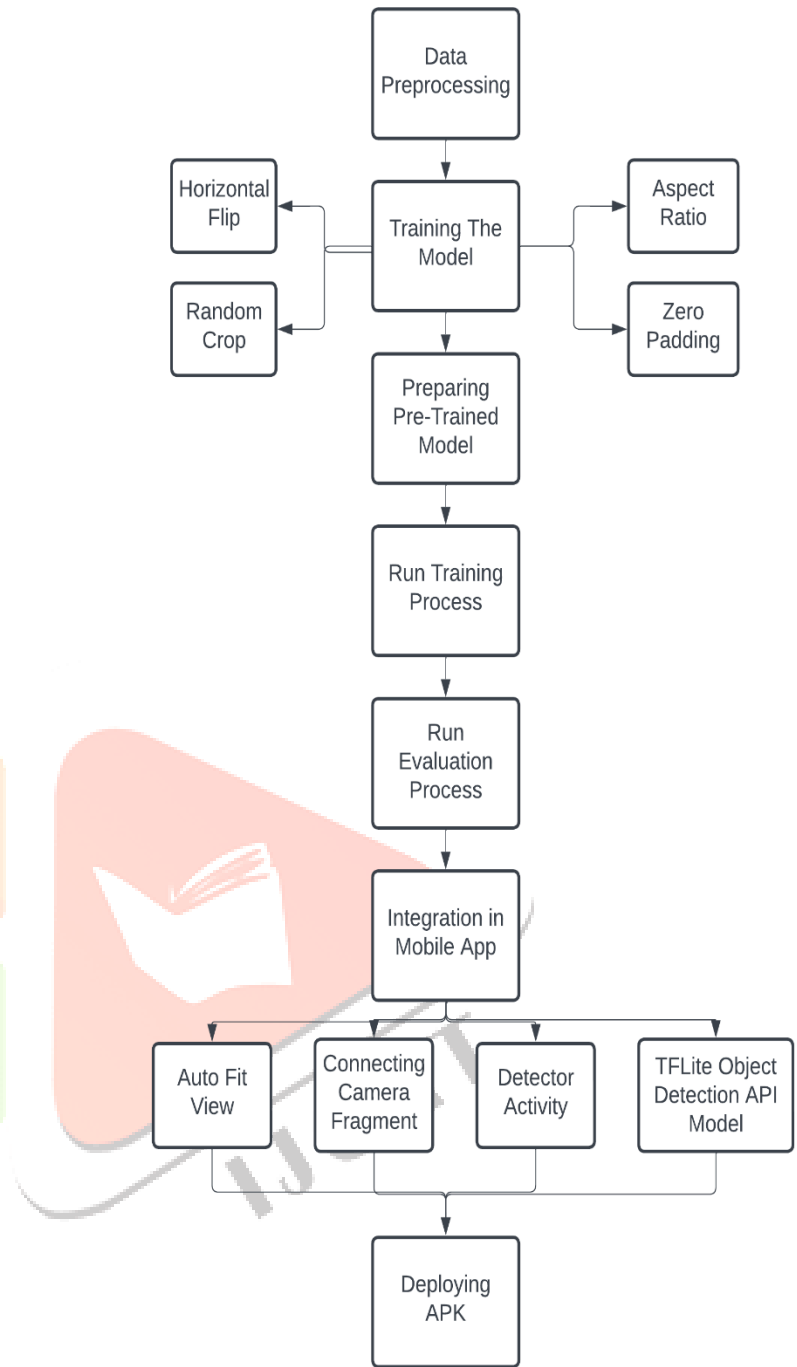 Data
Preprocessing
Horizontal
Flip
Training The
Model
Aspect
Ratio
Random
Crop
Zero
Padding
Preparing
Pre-Trained
Model
Run Training
Process
Run
Evaluation
Process
Integration in
Mobile App
Auto Fit
View
Connecting
Camera
Fragment
Detector
Activity
TFLite Object
Detection API
Model
Deploying
APK